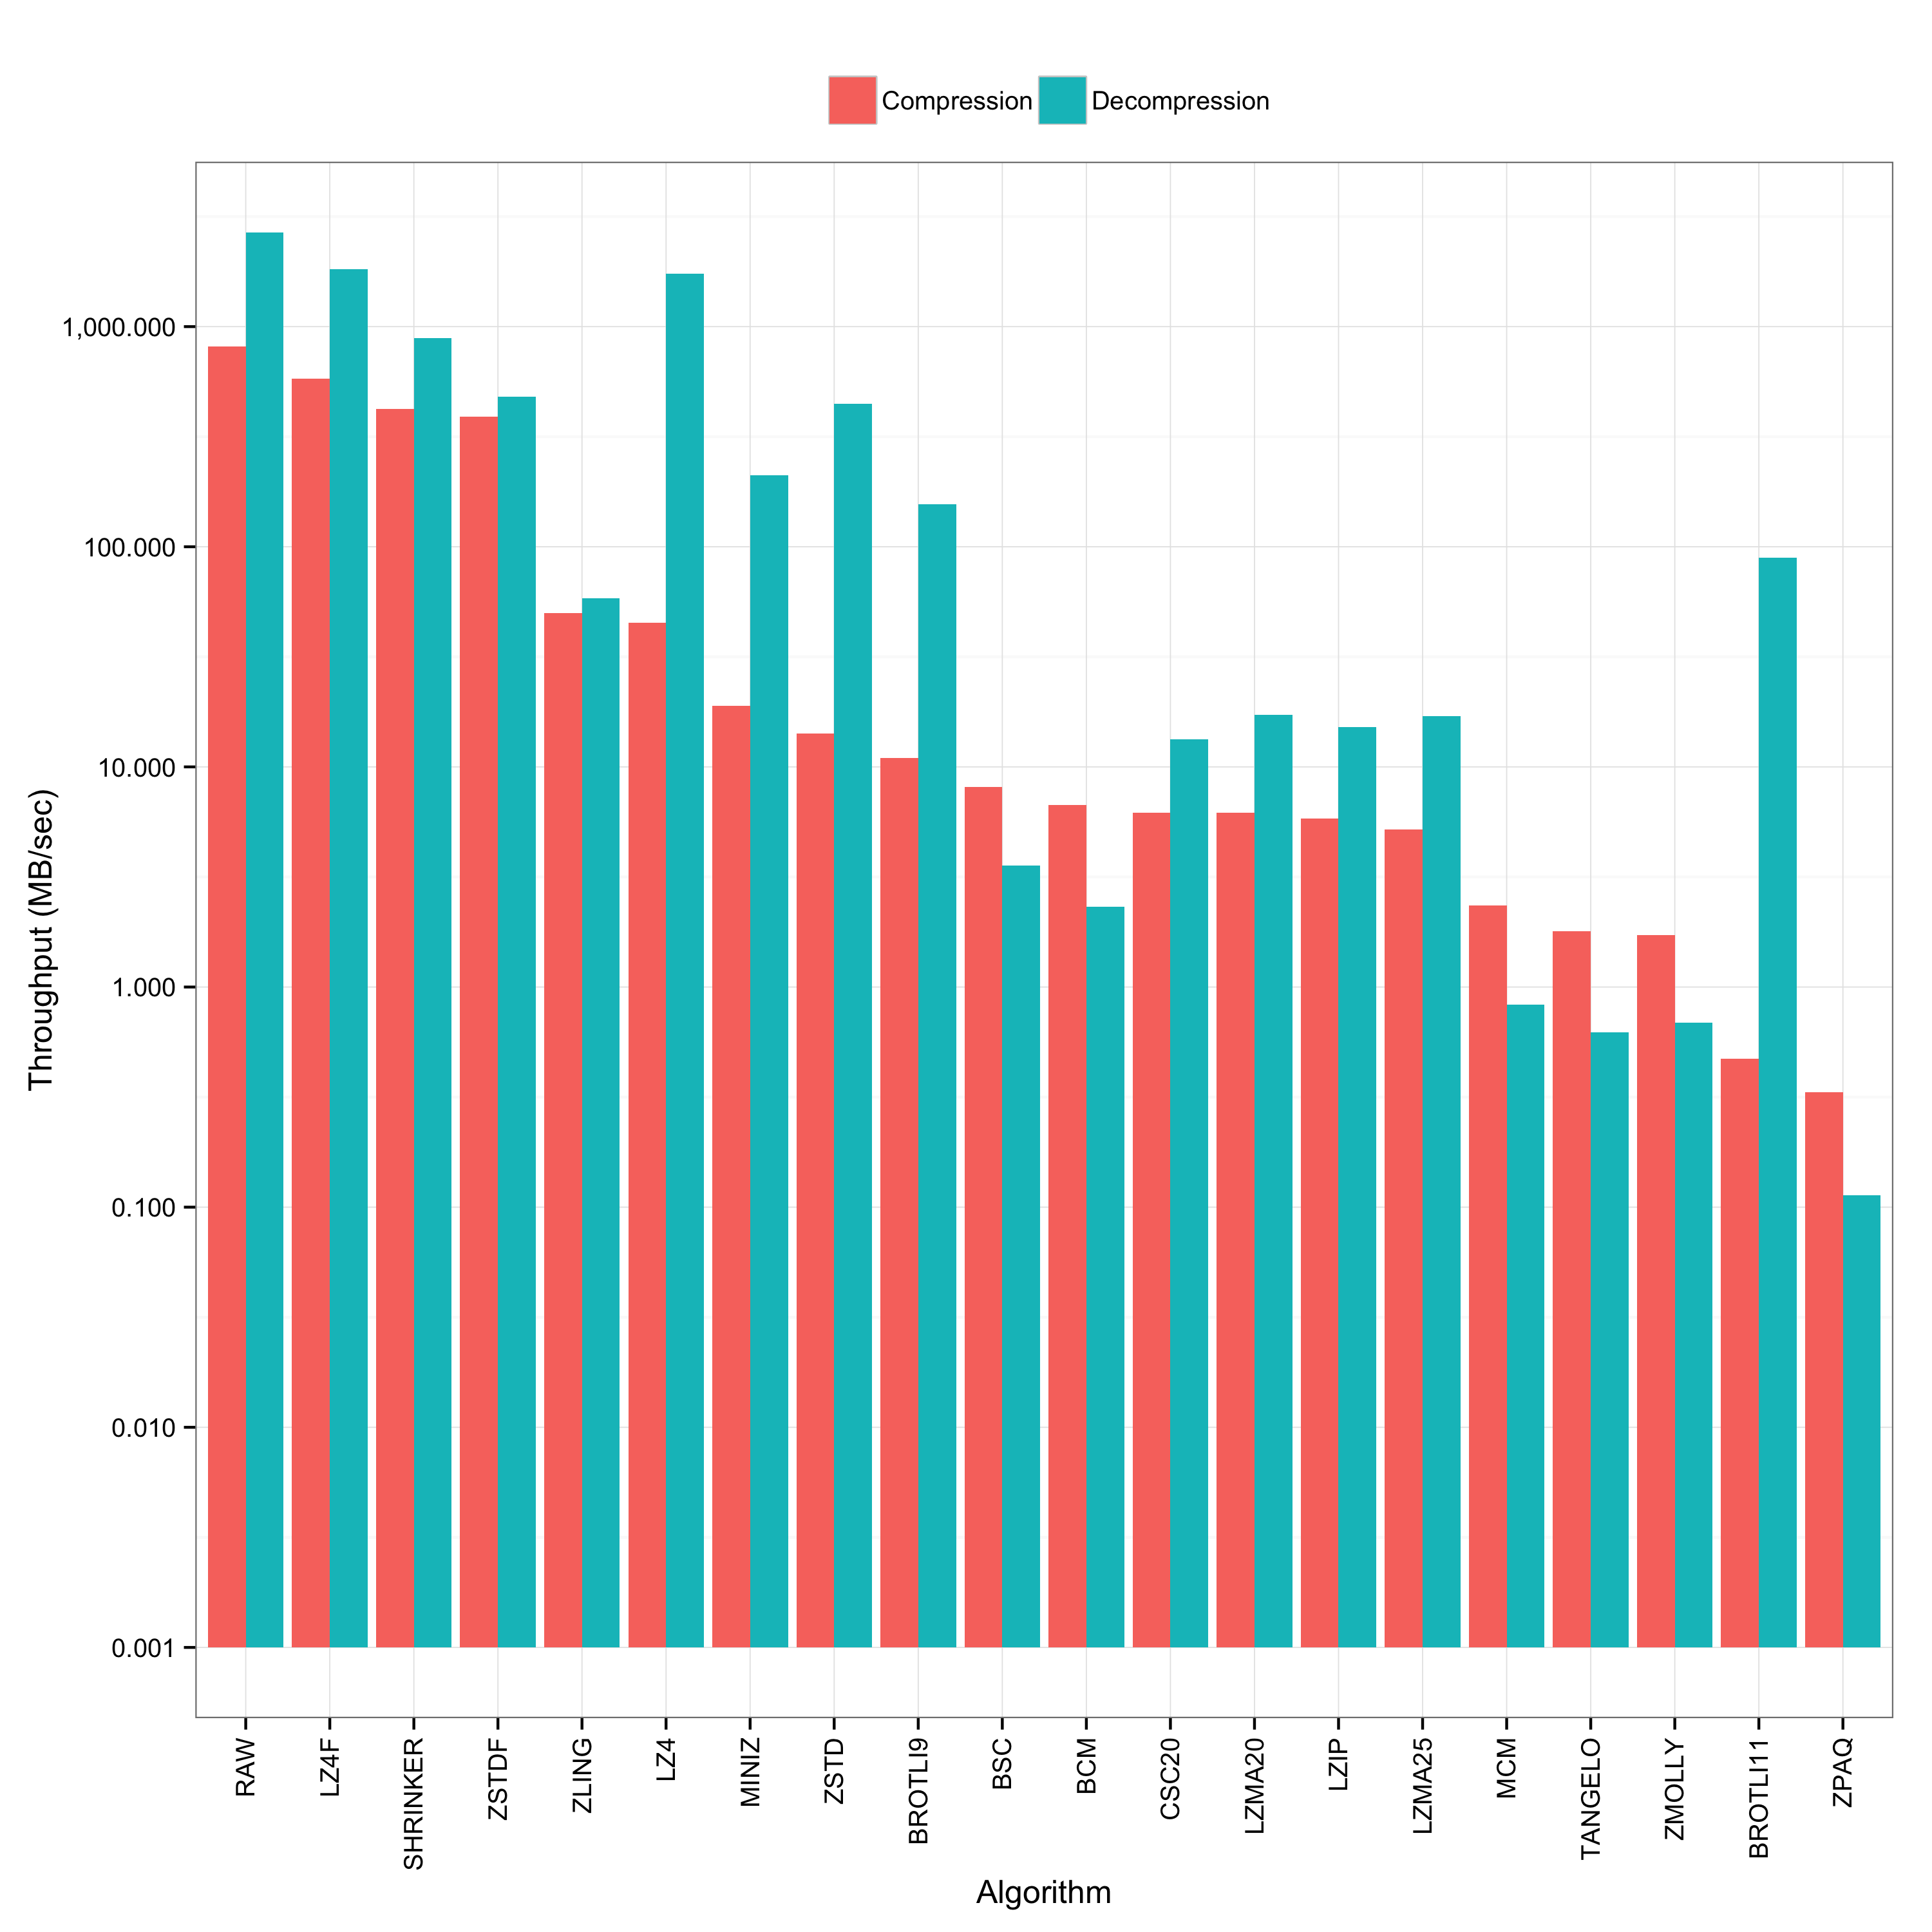 Compression Decompression
1,000.000
100.000
10.000
1.000
0.100
0.010
0.001
Throughput (MB/sec)
RAW
LZ4F
SHRINKER
ZSTDF
ZLING
LZ4
MINIZ
ZSTD
BROTLI9
BSC
BCM
CSC20
LZMA20
LZIP
LZMA25
MCM
TANGELO
ZMOLLY
BROTLI11
ZPAQ
Algorithm